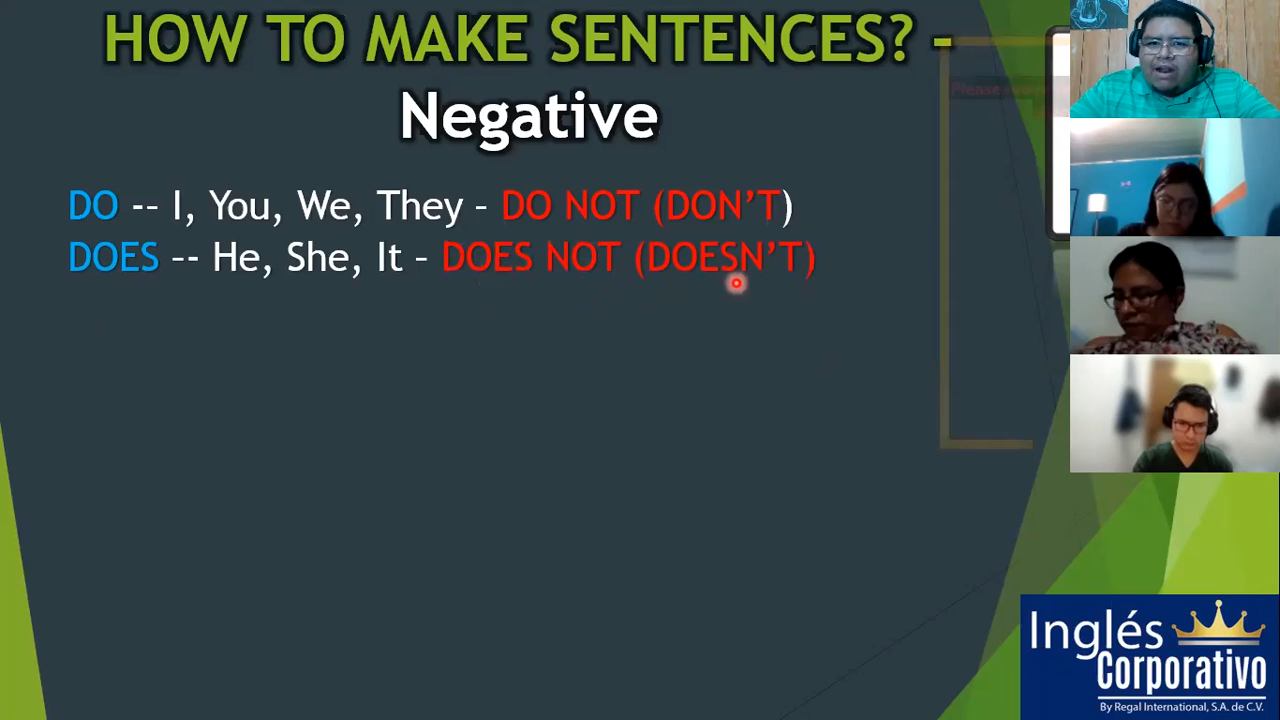 HOW TO MAKE SENTENCES? -
Negative
DO -- I, You, We, They – DO NOT (DON’T)
DOES -- He, She, It – DOES NOT (DOESN’T)
Please
Inglés
Corporativo
By Regal International, S.A. de C.V.